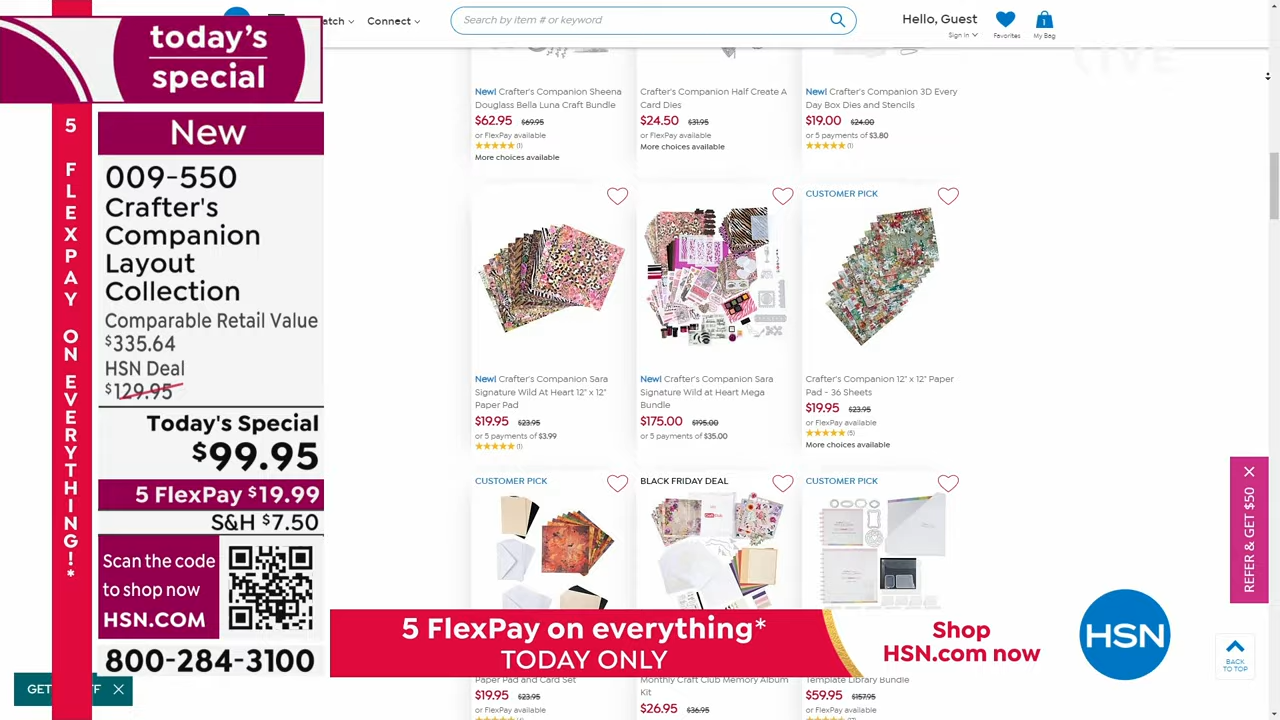 today's
special
5
FLEXPAY
ON
EVERYTHING!*
New
009-550
Crafter's
Companion
Layout
Collection
Comparable Retail Value
$335.64
HSN Deal
$129.95
Today's Special
$99.95
5 FlexPay $19.99
S&H $7.50
Scan the code
to shop now
HSN.COM
800-284-3100
Connect
Search by item # or keyword
Hello, Guest
Sign In
Favorites
1
My Bag
LIVE
New! Crafter's Companion Sheena
Douglass Bella Luna Craft Bundle
$62.95 $69.95
or FlexPay available
(1)
More choices available
Crafter's Companion Half Create A
Card Dies
$24.50 $31.95
or FlexPay available
More choices available
New! Crafter's Companion 3D Every
Day Box Dies and Stencils
$19.00 $24.00
or 5 payments of $3.80
(1)
New! Crafter's Companion Sara
Signature Wild At Heart 12" x 12"
Paper Pad
$19.95 $23.95
or 5 payments of $3.99
(1)
New! Crafter's Companion Sara
Signature Wild at Heart Mega
Bundle
$175.00 $195.00
or 5 payments of $35.00
CUSTOMER PICK
Crafter's Companion 12" x 12" Paper
Pad - 36 Sheets
$19.95 $23.95
or FlexPay available
More choices available
CUSTOMER PICK
BLACK FRIDAY DEAL
CUSTOMER PICK
5 FlexPay on everything*
TODAY ONLY
Shop
HSN.com now
HSN
Paper Pad and Card Set
$19.95 $23.95
or FlexPay available
Monthly Craft Club Memory Album
Kit
$26.95 $36.95
Template Library Bundle
$59.95 $157.95
or FlexPay available
REFER & GET $50
BACK
TO TOP
GET